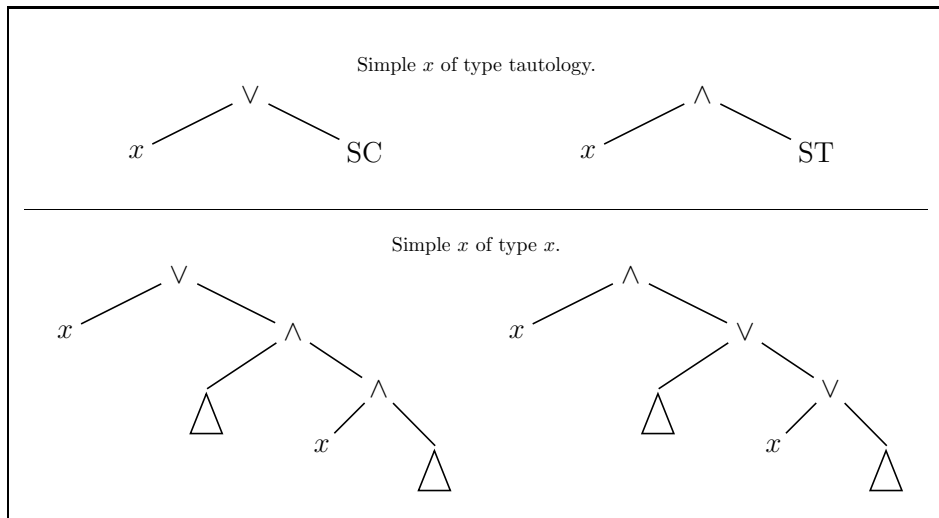 Simple x of type tautology.
∨ ∧
x SC x ST
Simple x of type x.
∨ ∧
x ∧ x ∨
∧ ∨
x x